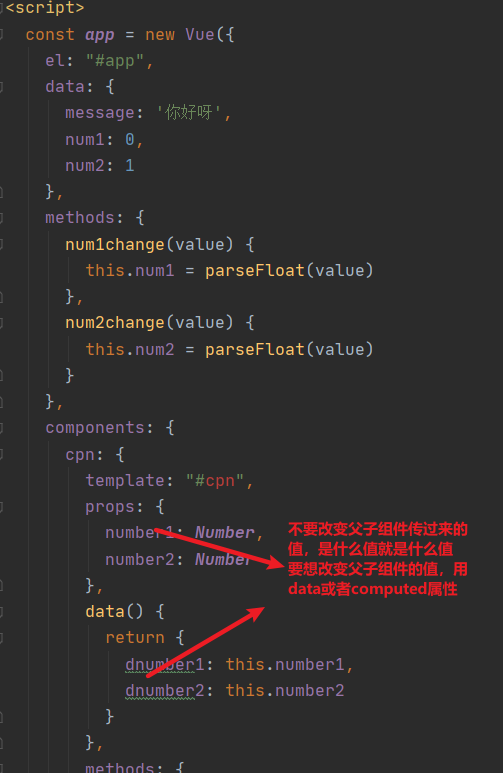 <script>
const app = new Vue({
el: "#app",
data: {
message: '你好呀',
num1: 0,
num2: 1
},
methods: {
num1change(value) {
this.num1 = parseFloat(value)
},
num2change(value) {
this.num2 = parseFloat(value)
}
},
components: {
cpn: {
template: "#cpn",
props: {
number1: Number,
number2: Number
},
data() {
return {
dnumber1: this.number1,
dnumber2: this.number2
}
},
methods: {
不要改变父子组件传过来的
值，是什么值就是什么值
要想改变父子组件的值，用
data或者computed属性